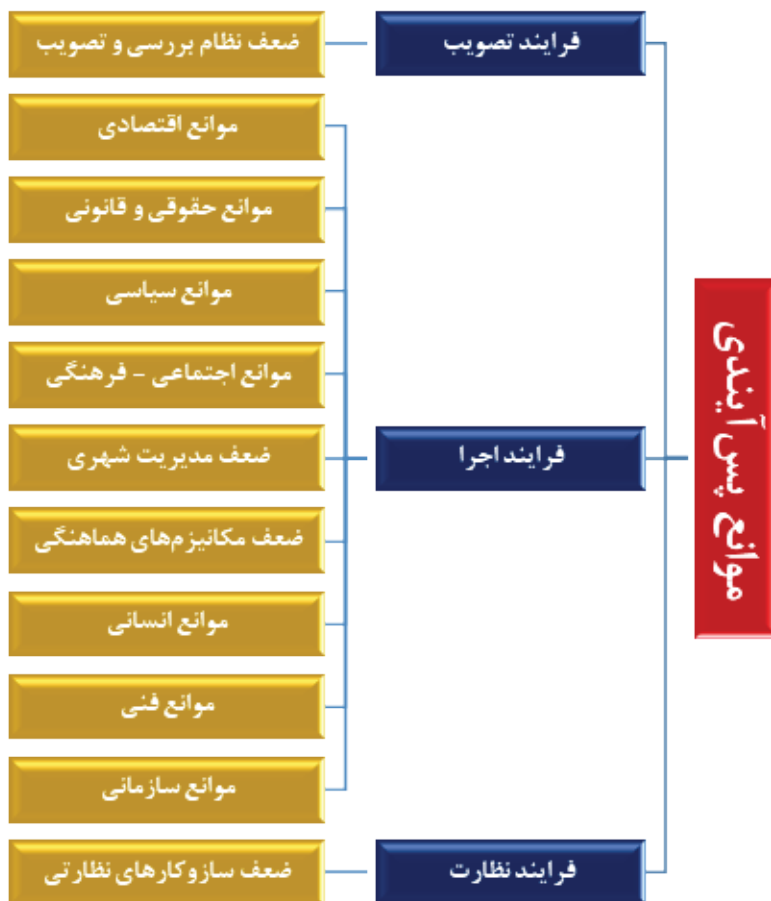 موانع پس‌آیندی
فرایند تصویب
ضعف نظام بررسی و تصویب
فرایند اجرا
موانع اقتصادی
موانع حقوقی و قانونی
موانع سیاسی
موانع اجتماعی - فرهنگی
ضعف مدیریت شهری
ضعف مکانیزم‌های هماهنگی
موانع انسانی
موانع فنی
موانع سازمانی
فرایند نظارت
ضعف سازوکارهای نظارتی